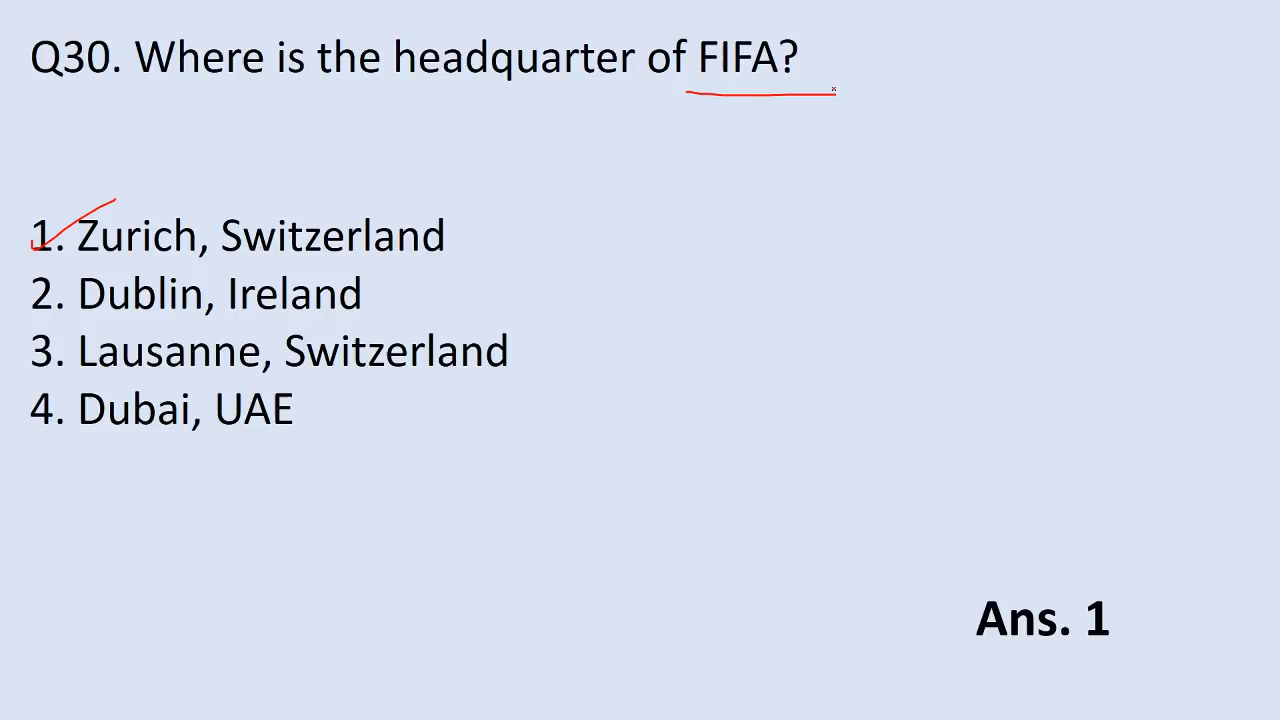 Q30. Where is the headquarter of FIFA?
1. Zurich, Switzerland
2. Dublin, Ireland
3. Lausanne, Switzerland
4. Dubai, UAE
Ans. 1